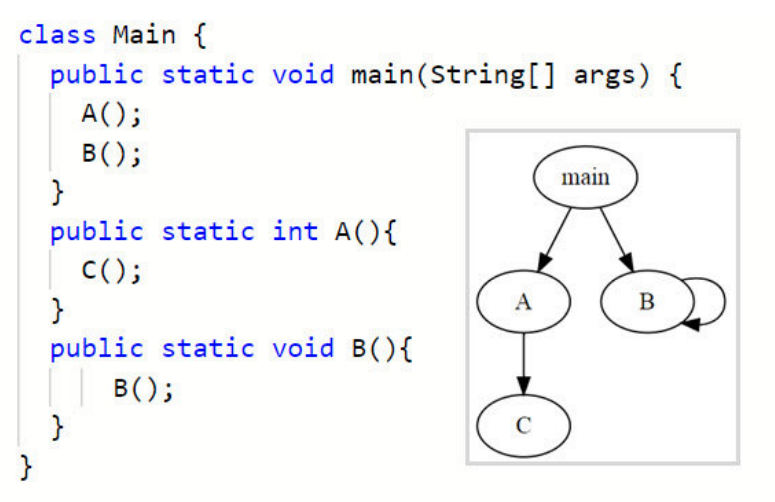 class Main {
public static void main(String[] args) {
A();
B();
}
public static int A(){
C();
}
public static void B(){
B();
}
}
main
A
B
C